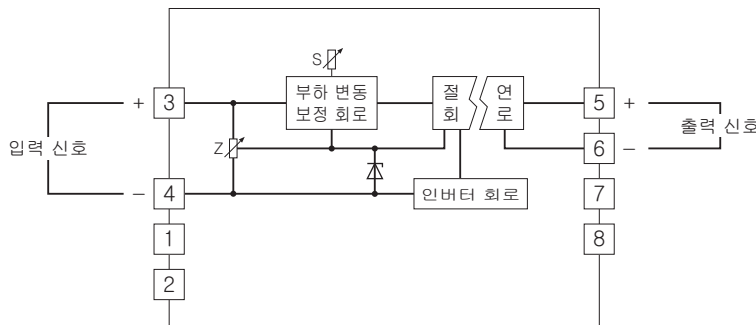 S
+ 3 부하 변동 절 연 5 +
보정 회로 회 로
입력 신호 Z 6 − 출력 신호
− 4 인버터 회로 7
1 8
2